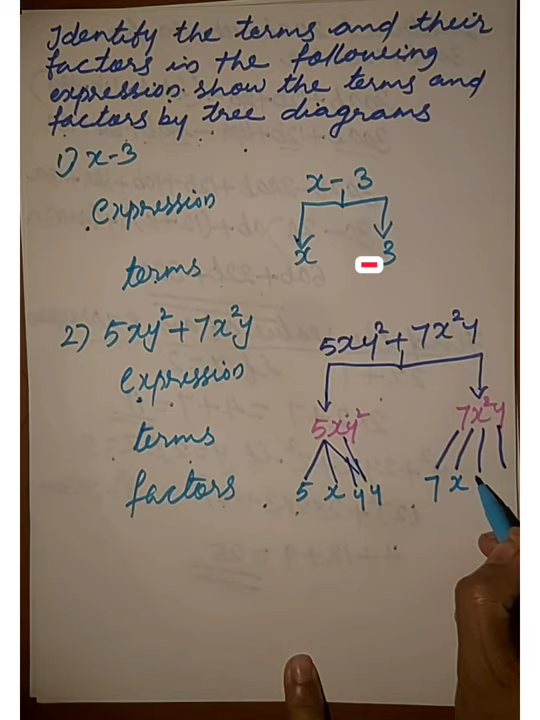 Identify the terms and their
factors in the following
expression show the terms and
factors by tree diagrams
1) x-3
expression
x-3
terms
x -3
2) 5xy²+7x²y
5xy²+7x²y
expression
terms
5xy² 7x²y
factors
5 x y y 7 x